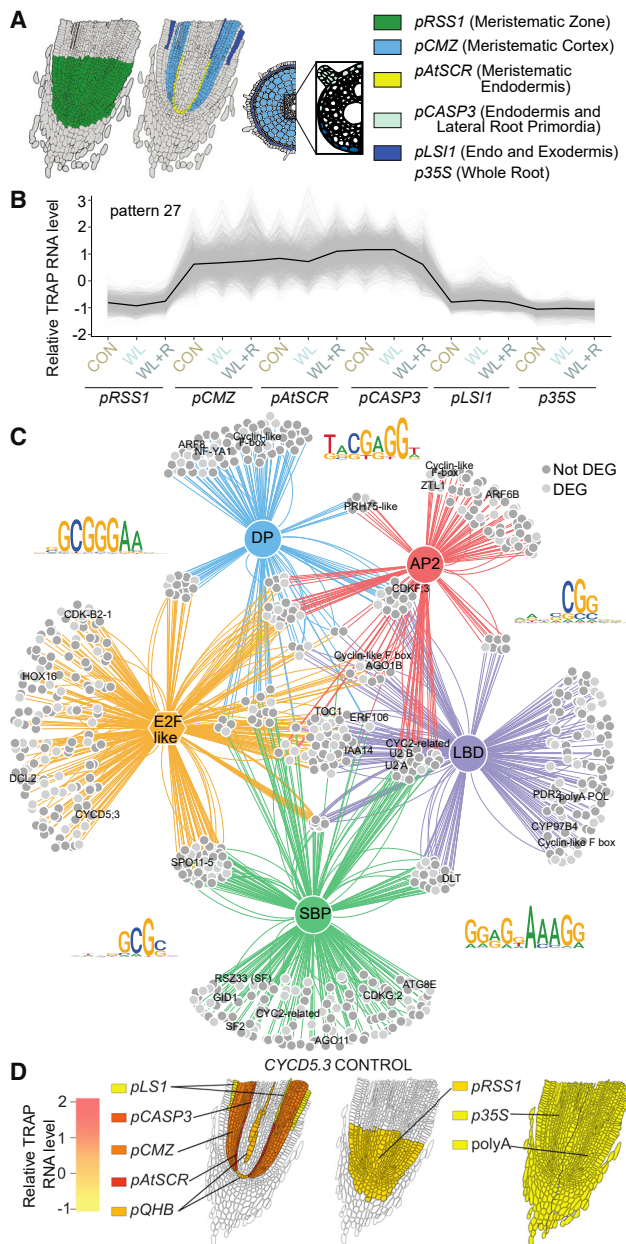 A
pRSS1 (Meristematic Zone)
pCMZ (Meristematic Cortex)
pAtSCR (Meristematic
Endodermis)
pCASP3 (Endodermis and
Lateral Root Primordia)
pLSI1 (Endo and Exodermis)
p35S (Whole Root)
B
pattern 27
Relative TRAP RNA level
3
2
1
0
-1
-2
CON WL WL+R CON WL WL+R CON WL WL+R CON WL WL+R CON WL WL+R CON WL WL+R
pRSS1 pCMZ pAtSCR pCASP3 pLSI1 p35S
C
Not DEG
DEG
TACGAGGT
GCGGGAA
CGG
GCGC
GGAGGAAAGG
ARF8
NF-YA1
Cyclin-like
F-box
DP
PRH75-like
Cyclin-like
F-box
ZTL1
ARF6B
AP2
CDKF;3
CDK-B2-1
HOX16
E2F
like
DCL2
CYCD5;3
Cyclin-like F box
AGO1B
TOC1
ERF106
IAA14
CYC2-related
U2 B
U2 A
LBD
PDR2
polyA POL
CYP97B4
Cyclin-like F box
SPO11-5
DLT
SBP
RSZ33 (SF)
GID1
SF2
CYC2-related
AGO11
CDKG;2
ATG8E
D
CYCD5.3 CONTROL
Relative TRAP
RNA level
2
1
0
-1
pLS1
pCASP3
pCMZ
pAtSCR
pQHB
pRSS1
p35S
polyA